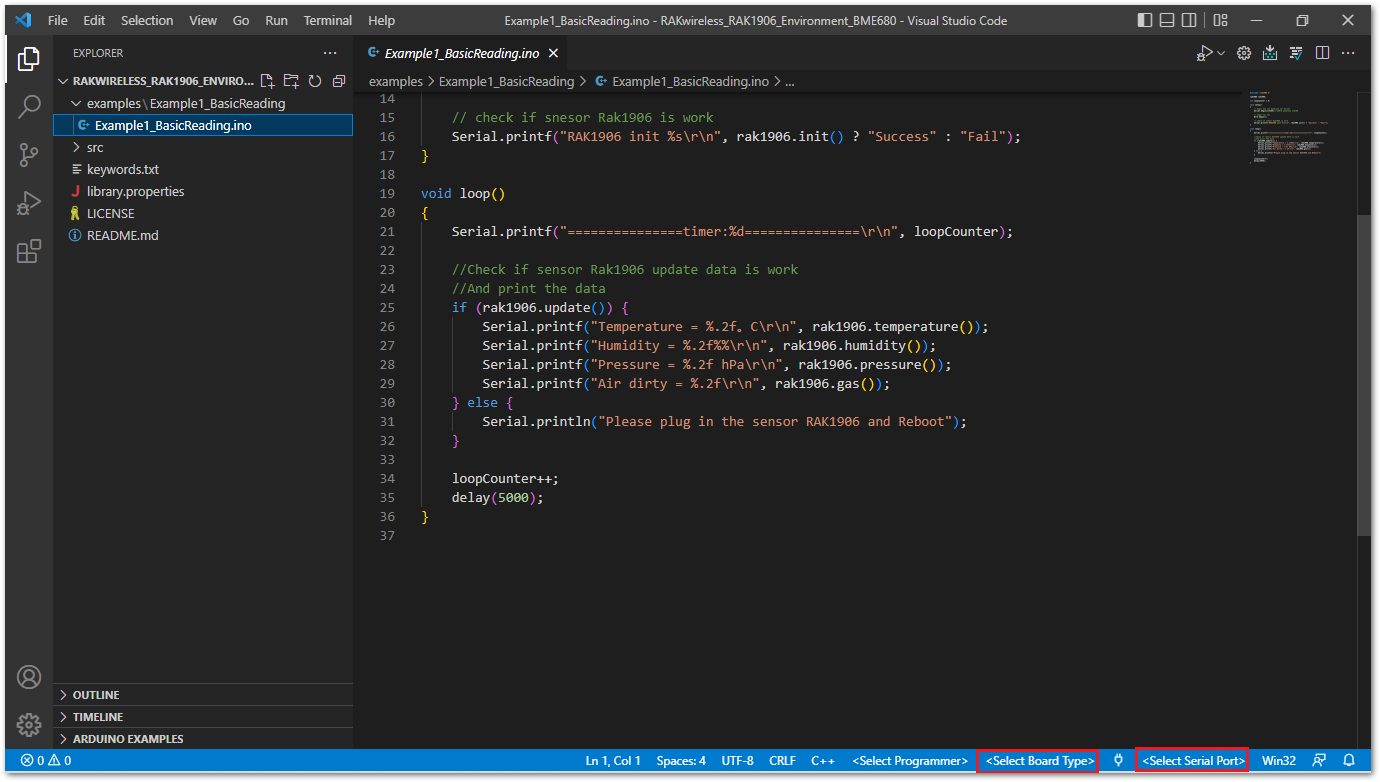 File Edit Selection View Go Run Terminal Help Example1_BasicReading.ino - RAKwireless_RAK1906_Environment_BME680 - Visual Studio Code
EXPLORER
RAKWIRELESS_RAK1906_ENVIRO...
examples\Example1_BasicReading
Example1_BasicReading.ino
src
keywords.txt
library.properties
LICENSE
README.md
OUTLINE
TIMELINE
ARDUINO EXAMPLES
Example1_BasicReading.ino
examples > Example1_BasicReading > Example1_BasicReading.ino > ...
14
15 // check if snesor Rak1906 is work
16 Serial.printf("RAK1906 init %s\r\n", rak1906.init() ? "Success" : "Fail");
17 }
18
19 void loop()
20 {
21 Serial.printf("===============timer:%d===============\r\n", loopCounter);
22
23 //Check if sensor Rak1906 update data is work
24 //And print the data
25 if (rak1906.update()) {
26 Serial.printf("Temperature = %.2f。C\r\n", rak1906.temperature());
27 Serial.printf("Humidity = %.2f%%\r\n", rak1906.humidity());
28 Serial.printf("Pressure = %.2f hPa\r\n", rak1906.pressure());
29 Serial.printf("Air dirty = %.2f\r\n", rak1906.gas());
30 } else {
31 Serial.println("Please plug in the sensor RAK1906 and Reboot");
32 }
33
34 loopCounter++;
35 delay(5000);
36 }
37
0 0 Ln 1, Col 1 Spaces: 4 UTF-8 CRLF C++ <Select Programmer> <Select Board Type> <Select Serial Port> Win32